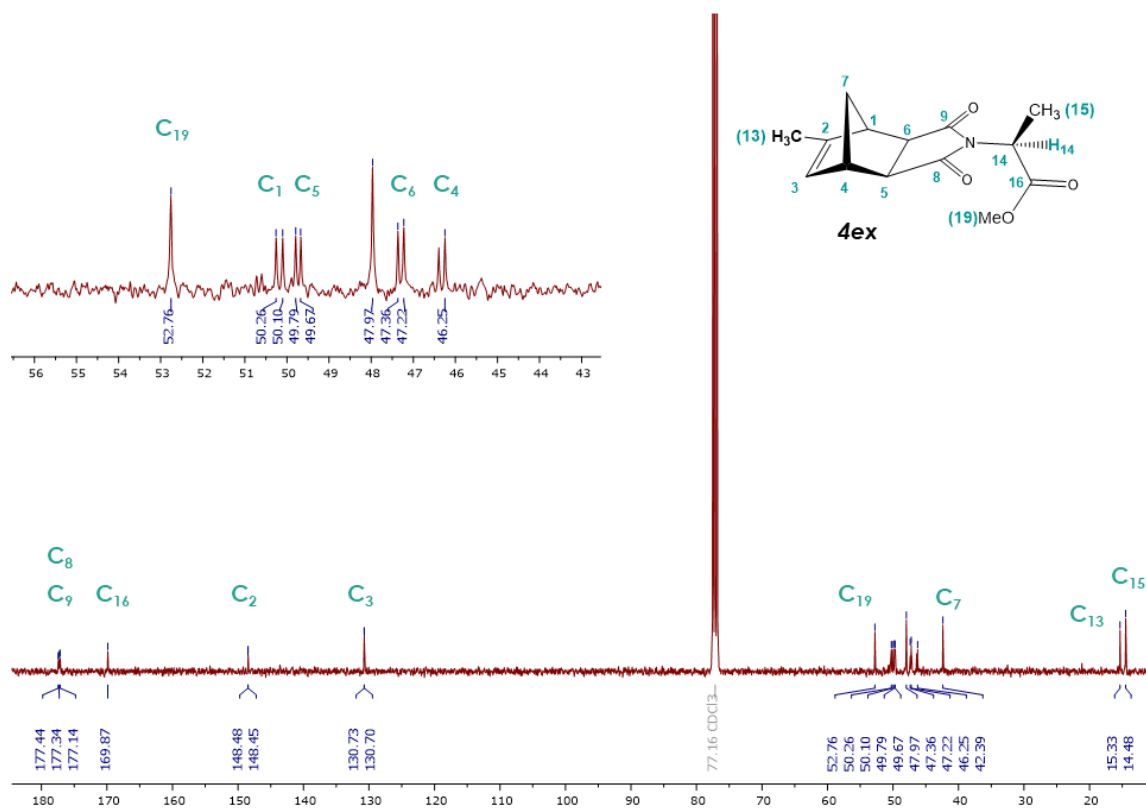 C19
C1
C5
C6
C4
52.76
50.26
50.10
49.79
49.67
47.97
47.36
47.22
46.25
56 55 54 53 52 51 50 49 48 47 46 45 44 43
7
(13) H3C
2
1
6
9
O
CH3 (15)
N
H14
14
3
4
5
8
O
16
O
(19)MeO
4ex
C8
C9
C16
C2
C3
C19
C7
C13
C15
177.44
177.34
177.14
169.87
148.48
148.45
130.73
130.70
77.16 CDCl3
52.76
50.26
50.10
49.79
49.67
47.97
47.36
47.22
46.25
42.39
15.33
14.48
180 170 160 150 140 130 120 110 100 90 80 70 60 50 40 30 20